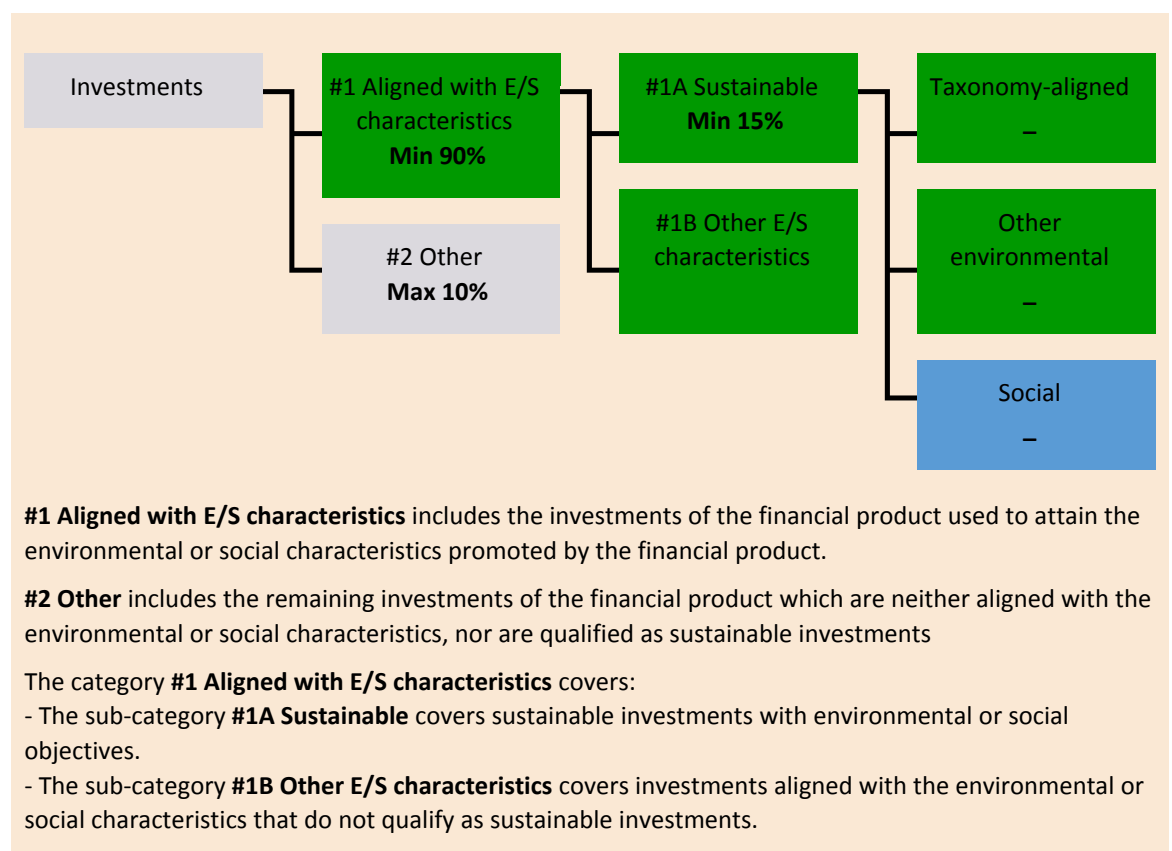 Investments
#1 Aligned with E/S
characteristics
Min 90%
#2 Other
Max 10%
#1A Sustainable
Min 15%
#1B Other E/S
characteristics
Taxonomy-aligned
–
Other
environmental
–
Social
–
#1 Aligned with E/S characteristics includes the investments of the financial product used to attain the
environmental or social characteristics promoted by the financial product.
#2 Other includes the remaining investments of the financial product which are neither aligned with the
environmental or social characteristics, nor are qualified as sustainable investments
The category #1 Aligned with E/S characteristics covers:
- The sub-category #1A Sustainable covers sustainable investments with environmental or social
objectives.
- The sub-category #1B Other E/S characteristics covers investments aligned with the environmental or
social characteristics that do not qualify as sustainable investments.